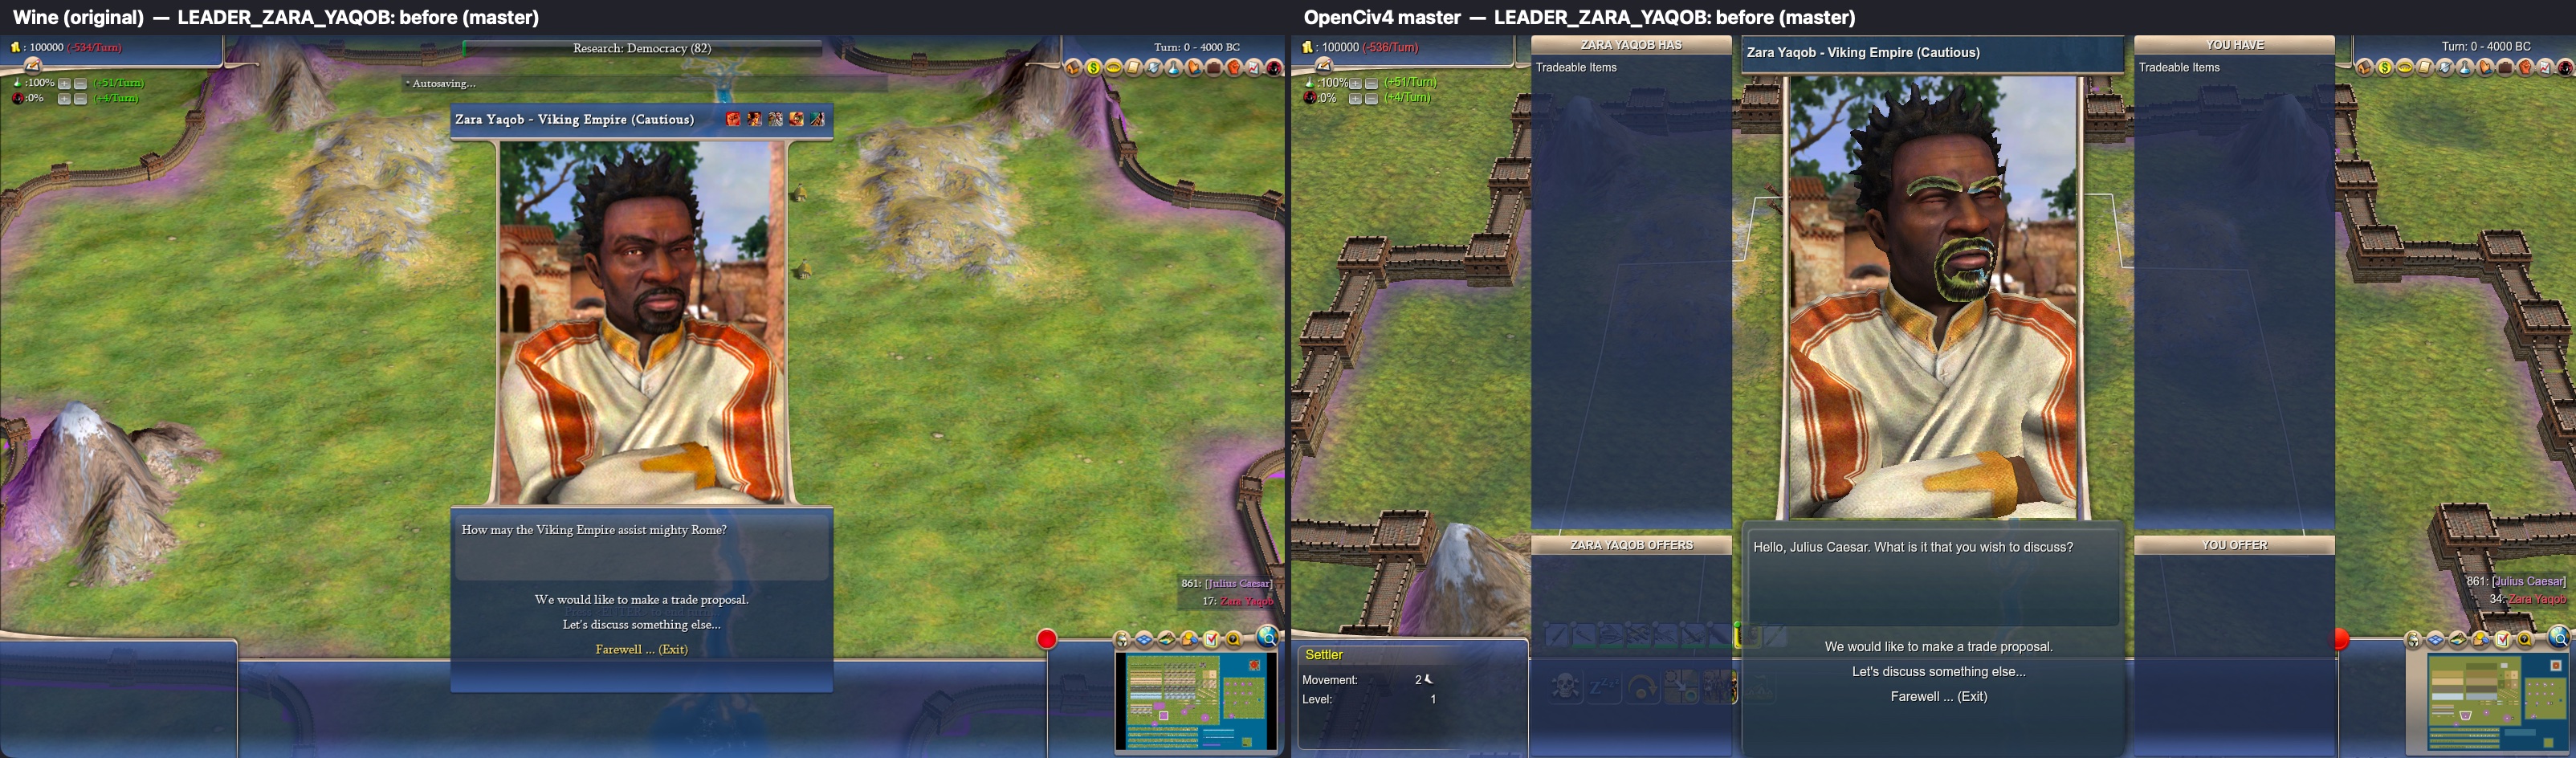 Wine (original) — LEADER_ZARA_YAQOB: before (master)
: 100000 (-534/Turn)
Research: Democracy (82)
Turn: 0 - 4000 BC
:100% (+51/Turn)
:0% (+4/Turn)
* Autosaving...
Zara Yaqob - Viking Empire (Cautious)
How may the Viking Empire assist mighty Rome?
We would like to make a trade proposal.
Let's discuss something else...
Farewell ... (Exit)
861: [Julius Caesar]
17: Zara Yaqob
OpenCiv4 master — LEADER_ZARA_YAQOB: before (master)
: 100000 (-536/Turn)
ZARA YAQOB HAS
Zara Yaqob - Viking Empire (Cautious)
YOU HAVE
Turn: 0 - 4000 BC
Tradeable Items
Tradeable Items
:100% (+51/Turn)
:0% (+4/Turn)
ZARA YAQOB OFFERS
YOU OFFER
Hello, Julius Caesar. What is it that you wish to discuss?
We would like to make a trade proposal.
Let's discuss something else...
Farewell ... (Exit)
861: [Julius Caesar]
34: Zara Yaqob
Settler
Movement: 2
Level: 1